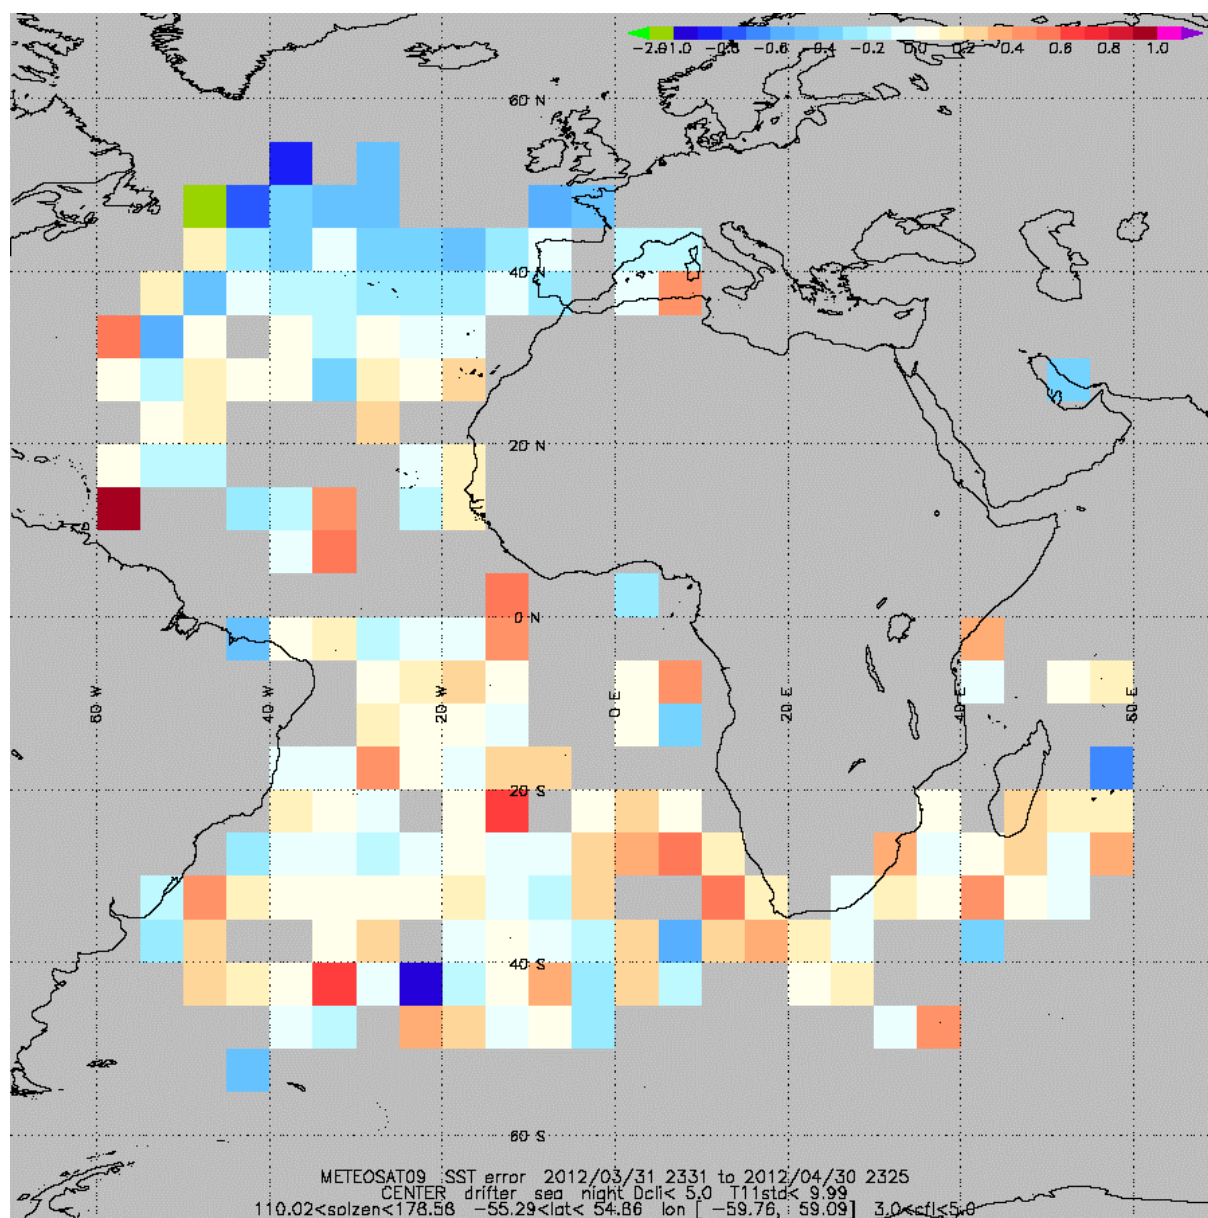 -2.0 -1.0 -0.8 -0.6 -0.4 -0.2 0.0 0.2 0.4 0.6 0.8 1.0
60 N
40 N
20 N
0 N
60 W 40 W 20 W 0 E 20 E 40 E 60 E
20 S
40 S
60 S
METEOSAT09 SST error 2012/03/31 2331 to 2012/04/30 2325
CENTER drifter sea night Dcli< 5.0 T11std< 9.99
110.02<solzen<178.58 -55.29<lat< 54.86 lon [ -59.76, 59.09] 3.0<cfl<5.0